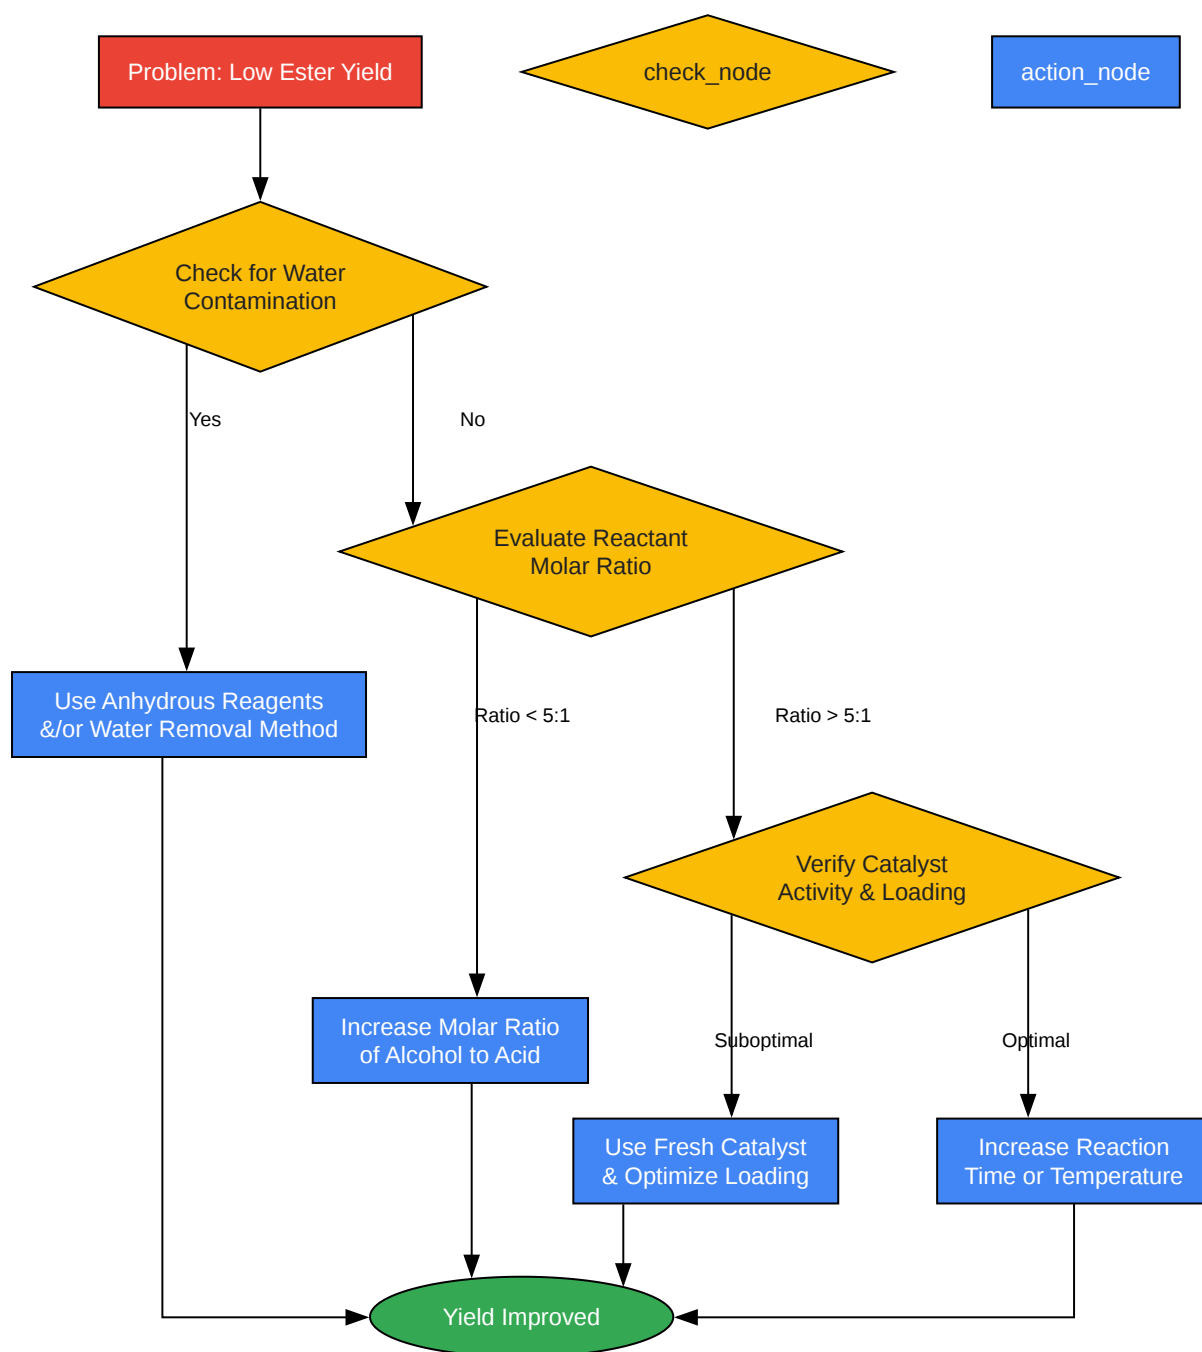 Problem: Low Ester Yield
check_node
action_node
Check for Water
Contamination
Yes
No
Evaluate Reactant
Molar Ratio
Use Anhydrous Reagents
&/or Water Removal Method
Ratio < 5:1
Ratio > 5:1
Verify Catalyst
Activity & Loading
Increase Molar Ratio
of Alcohol to Acid
Suboptimal
Optimal
Use Fresh Catalyst
& Optimize Loading
Increase Reaction
Time or Temperature
Yield Improved